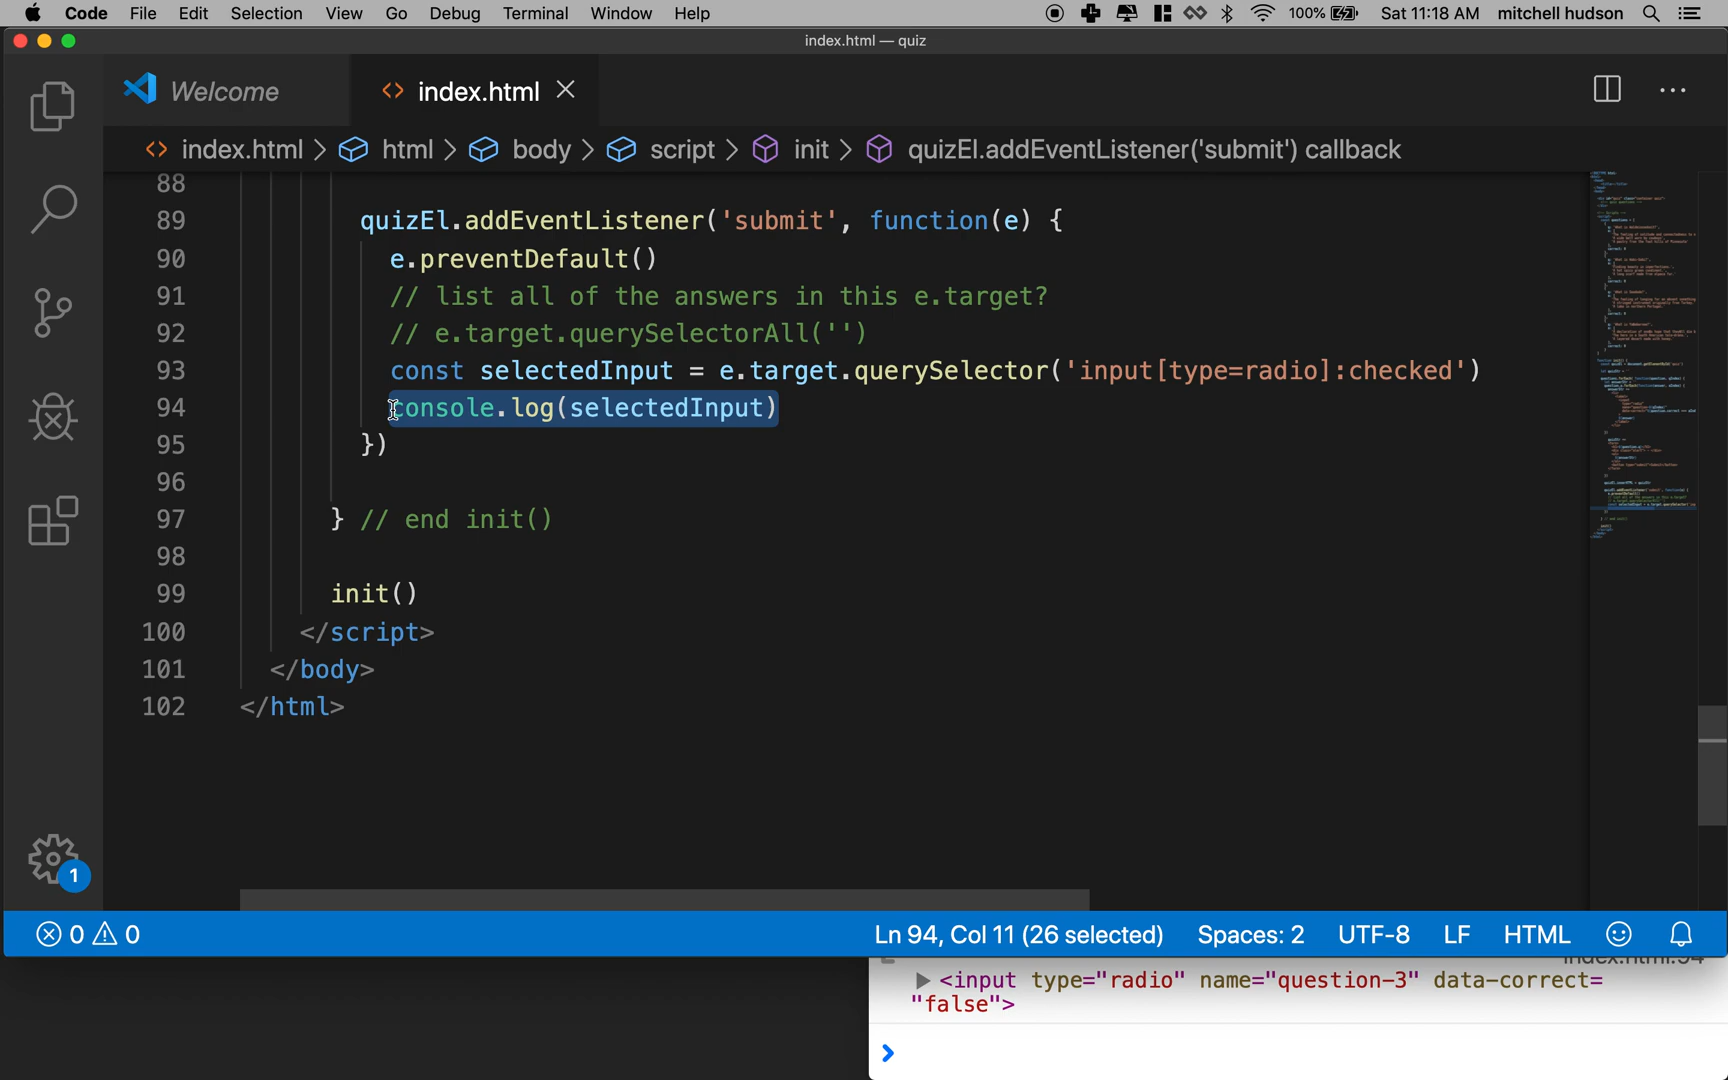 Code File Edit Selection View Go Debug Terminal Window Help 100% Sat 11:18 AM mitchell hudson
index.html — quiz
Welcome index.html
index.html > html > body > script > init > quizEl.addEventListener('submit') callback
88
89 quizEl.addEventListener('submit', function(e) {
90 e.preventDefault()
91 // list all of the answers in this e.target?
92 // e.target.querySelectorAll('')
93 const selectedInput = e.target.querySelector('input[type=radio]:checked')
94 console.log(selectedInput)
95 })
96
97 } // end init()
98
99 init()
100 </script>
101 </body>
102 </html>
1
0 0 Ln 94, Col 11 (26 selected) Spaces: 2 UTF-8 LF HTML
index.html:94
<input type="radio" name="question-3" data-correct=
"false">